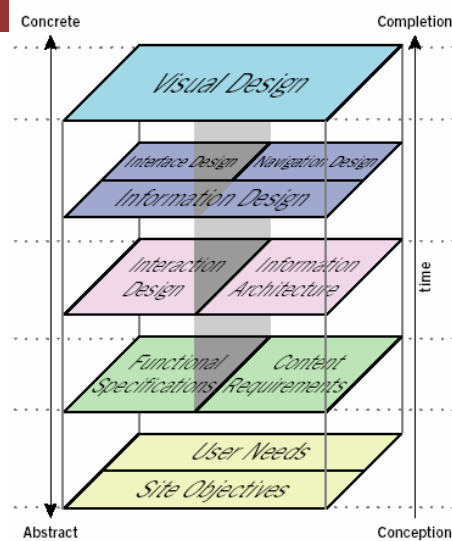 Concrete
Completion
Visual Design
Interface Design
Navigation Design
Information Design
Interaction
Design
Information
Architecture
time
Functional
Specifications
Content
Requirements
User Needs
Site Objectives
Abstract
Conception